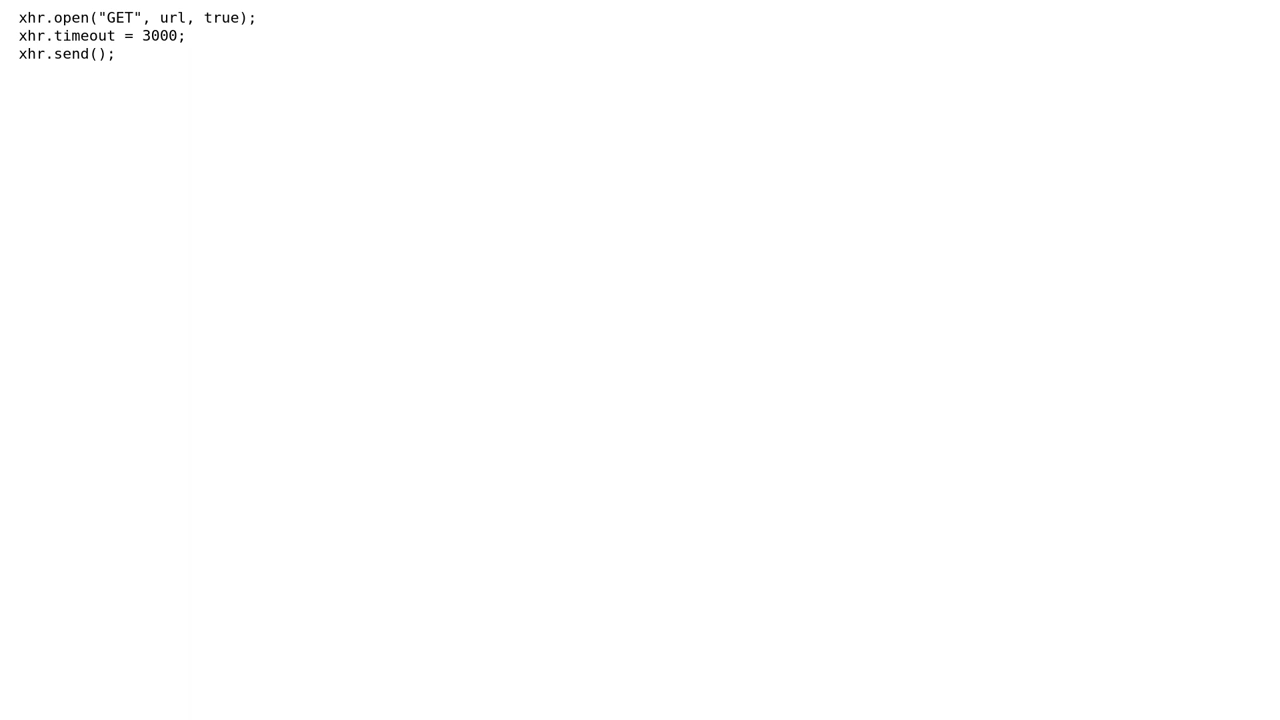 xhr.open("GET", url, true);
xhr.timeout = 3000;
xhr.send();